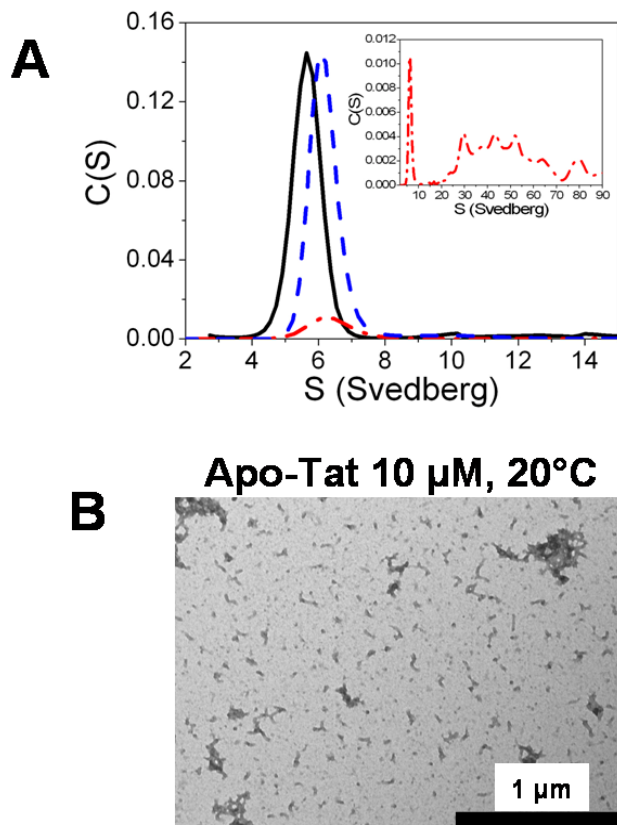 A
0.16
0.12
0.08
0.04
0.00
C(S)
2 4 6 8 10 12 14
S (Svedberg)
0.012
0.010
0.008
0.006
0.004
0.002
0.000
C(S)
10 20 30 40 50 60 70 80 90
S (Svedberg)
Apo-Tat 10 µM, 20°C
B
1 µm